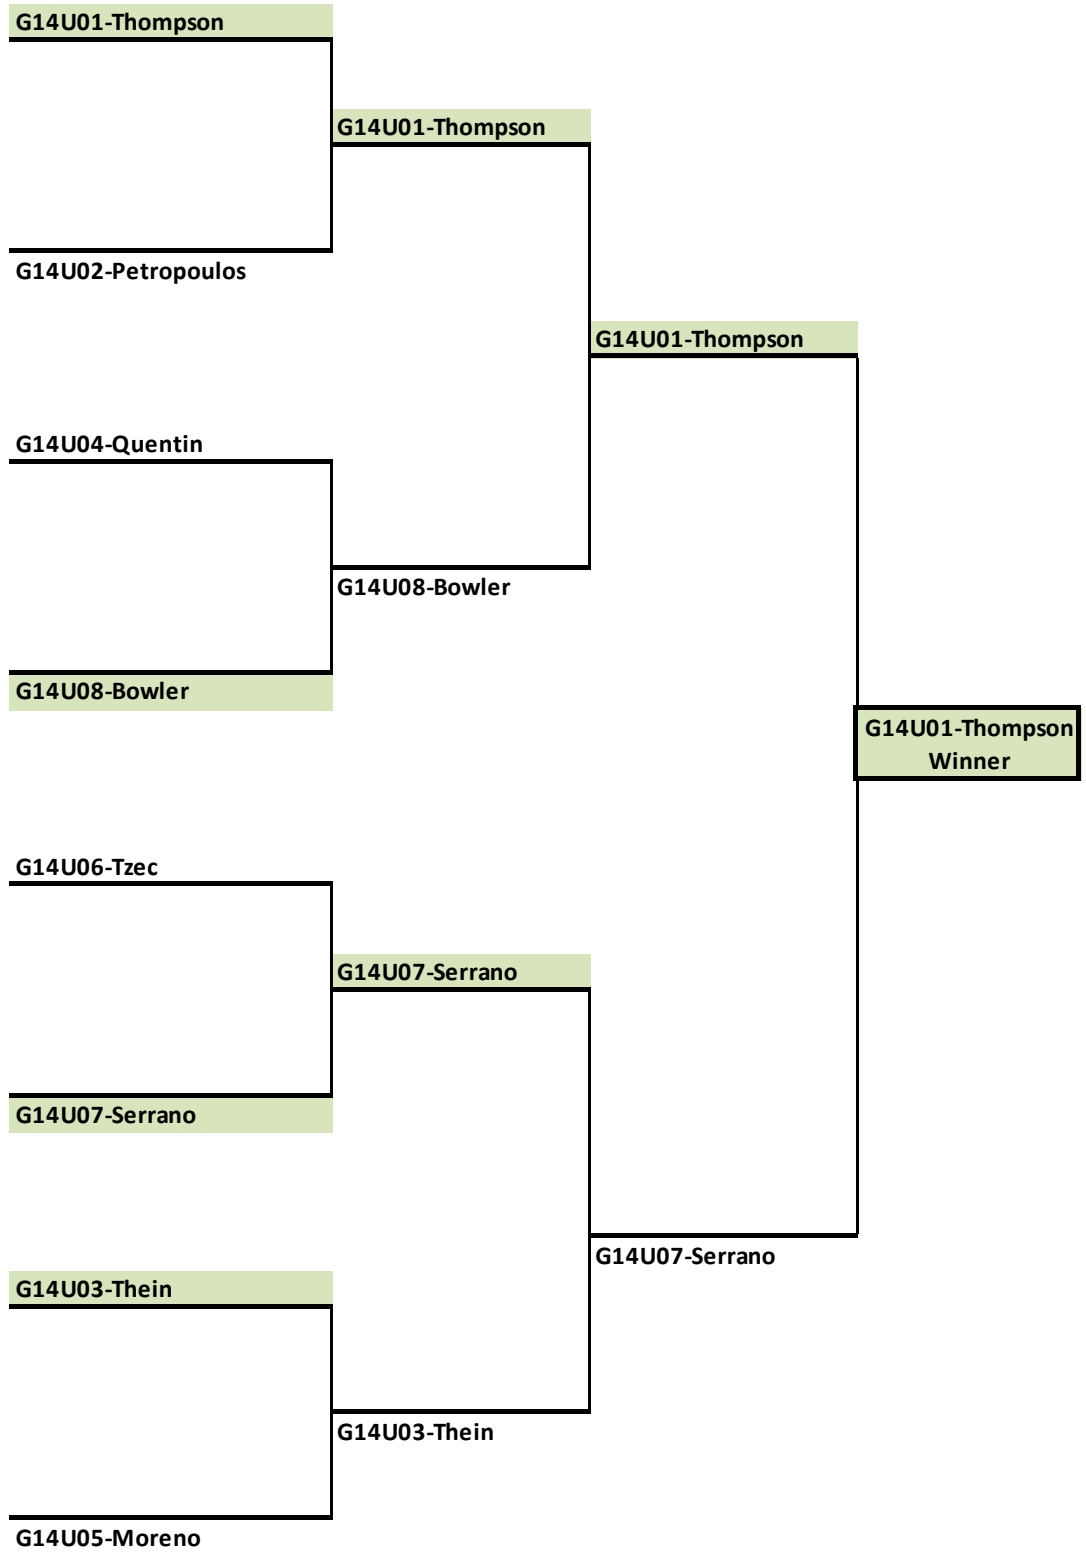 G14U01-Thompson
G14U01-Thompson
G14U02-Petropoulos
G14U01-Thompson
G14U04-Quentin
G14U08-Bowler
G14U08-Bowler
G14U01-Thompson
Winner
G14U06-Tzec
G14U07-Serrano
G14U07-Serrano
G14U07-Serrano
G14U03-Thein
G14U03-Thein
G14U05-Moreno